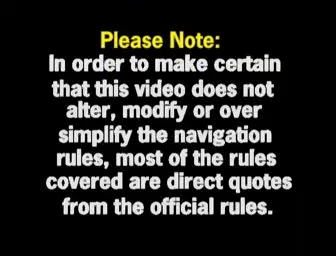 Please Note:
In order to make certain
that this video does not
alter, modify or over
simplify the navigation
rules, most of the rules
covered are direct quotes
from the official rules.